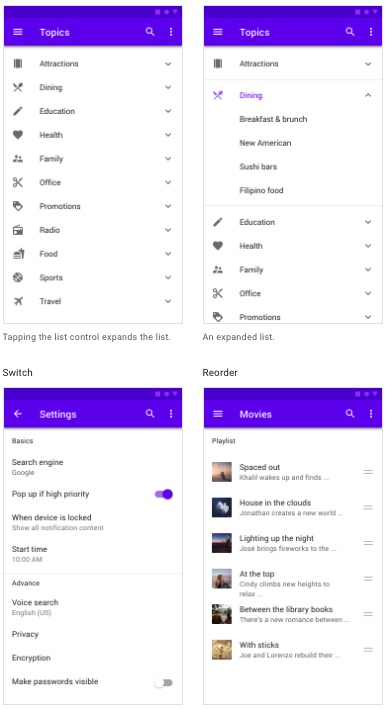 Topics
Attractions
Dining
Education
Health
Family
Office
Promotions
Radio
Food
Sports
Travel
Tapping the list control expands the list.
Topics
Attractions
Dining
Breakfast & brunch
New American
Sushi bars
Filipino food
Education
Health
Family
Office
Promotions
An expanded list.
Switch
Settings
Basics
Search engine
Google
Pop up if high priority
When device is locked
Show all notification content
Start time
10:00 AM
Advance
Voice search
English (US)
Privacy
Encryption
Make passwords visible
Reorder
Movies
Playlist
Spaced out
Khalil wakes up and finds ...
House in the clouds
Jonathan creates a new world ...
Lighting up the night
José brings fireworks to the ...
At the top
Cindy climbs new heights to
relax ...
Between the library books
There's a new romance between ...
With sticks
Joe and Lorenzo rebuild their ...